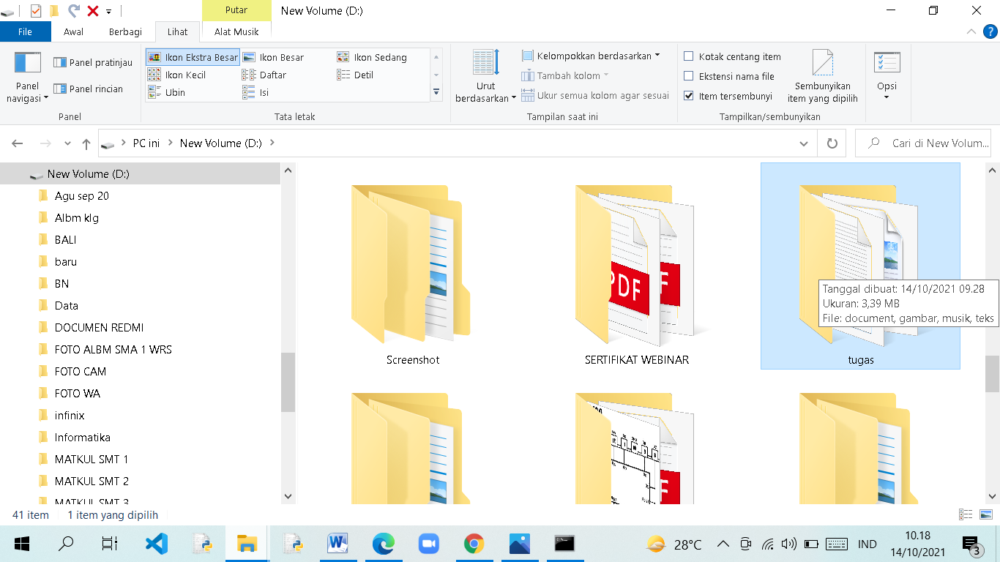 Putar
New Volume (D:)
File
Awal
Berbagi
Lihat
Alat Musik
Panel navigasi
Panel pratinjau
Panel rincian
Panel
Ikon Ekstra Besar
Ikon Besar
Ikon Sedang
Ikon Kecil
Daftar
Detil
Ubin
Isi
Tata letak
Urut berdasarkan
Kelompokkan berdasarkan
Tambah kolom
Ukur semua kolom agar sesuai
Tampilan saat ini
Kotak centang item
Ekstensi nama file
Item tersembunyi
Sembunyikan item yang dipilih
Tampilkan/sembunyikan
Opsi
PC ini
New Volume (D:)
Cari di New Volum...
New Volume (D:)
Agu sep 20
Albm klg
BALI
baru
BN
Data
DOCUMEN REDMI
FOTO ALBM SMA 1 WRS
FOTO CAM
FOTO WA
infinix
Informatika
MATKUL SMT 1
MATKUL SMT 2
MATKUL SMT 3
PDF
F
Screenshot
SERTIFIKAT WEBINAR
tugas
Tanggal dibuat: 14/10/2021 09.28
Ukuran: 3,39 MB
File: document, gambar, musik, teks
F
41 item
1 item yang dipilih
28°C
IND
10.18
14/10/2021
3